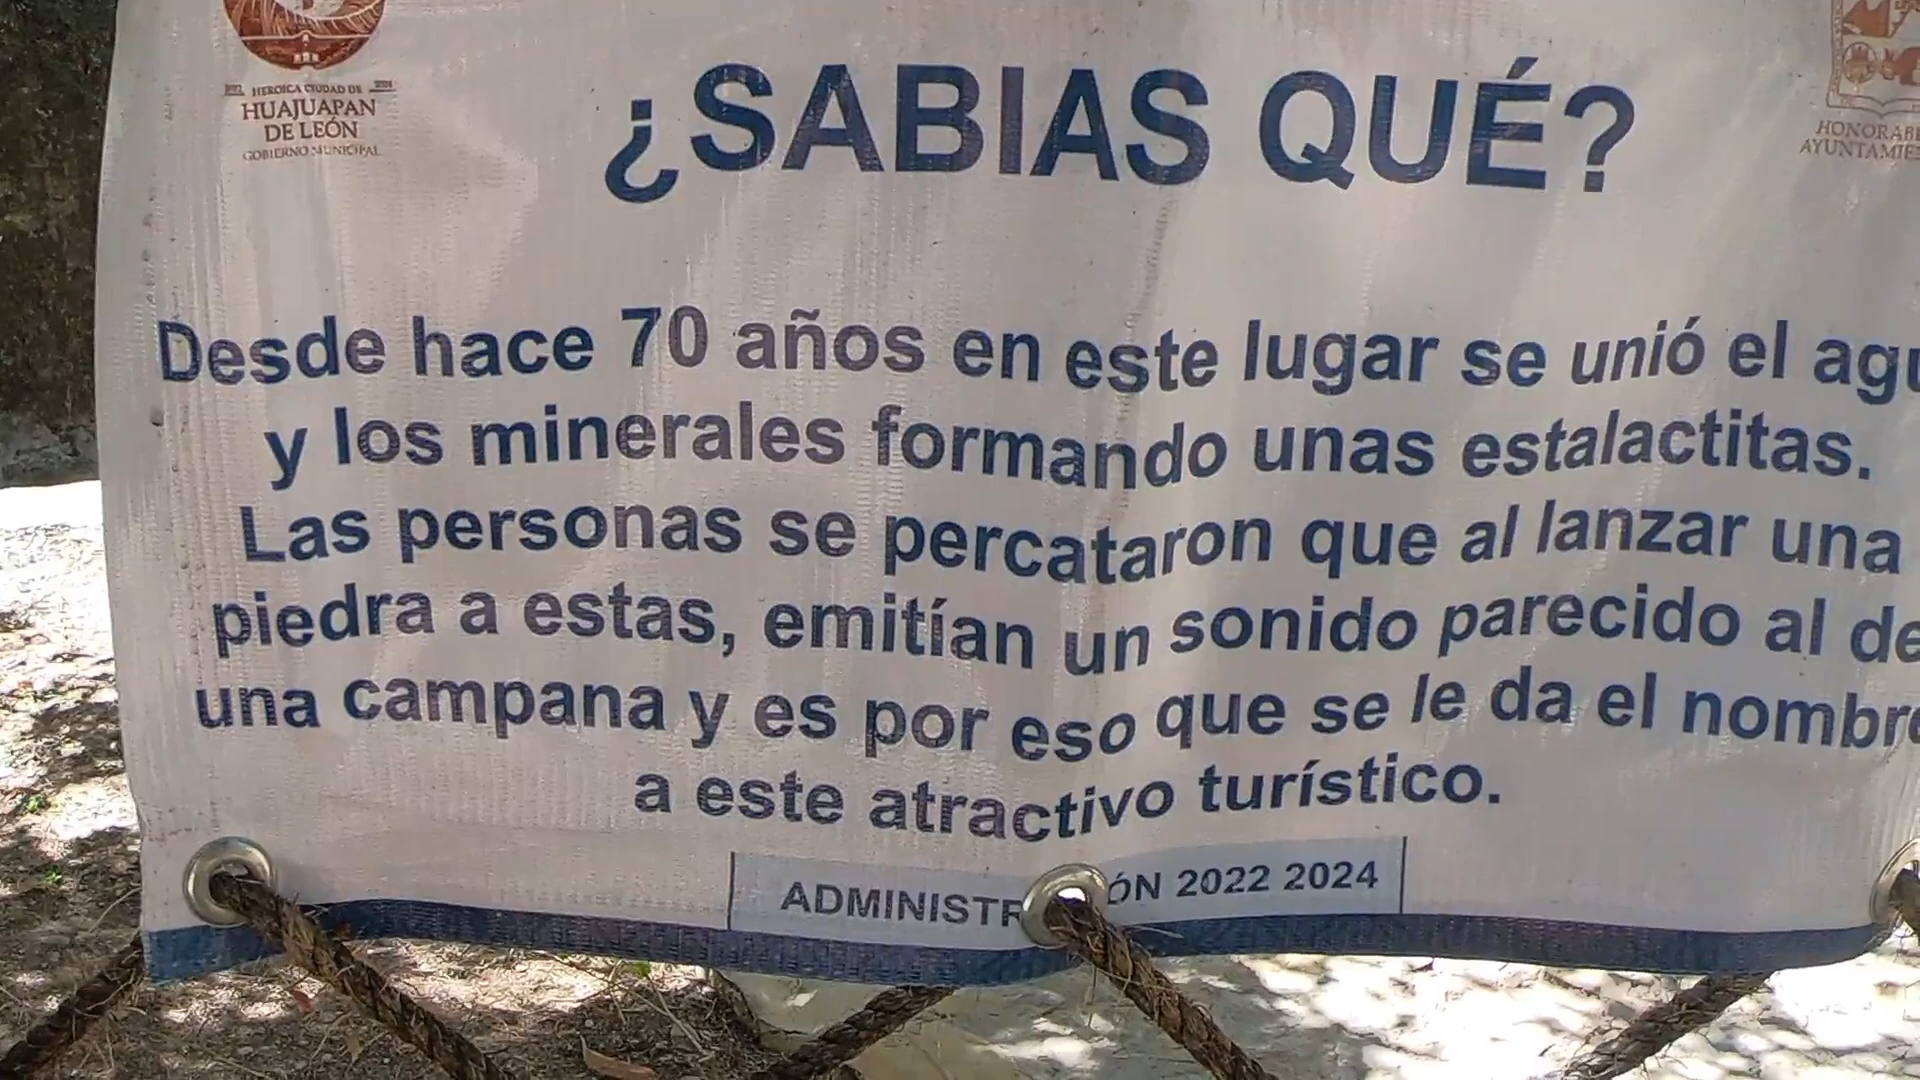 HEROICA CIUDAD DE
HUAJUAPAN
DE LEÓN
GOBIERNO MUNICIPAL
¿SABIAS QUÉ?
HONORABL
AYUNTAMIEN
Desde hace 70 años en este lugar se unió el agu
y los minerales formando unas estalactitas.
Las personas se percataron que al lanzar una
piedra a estas, emitían un sonido parecido al de
una campana y es por eso que se le da el nombre
a este atractivo turístico.
ADMINISTR ÓN 2022 2024